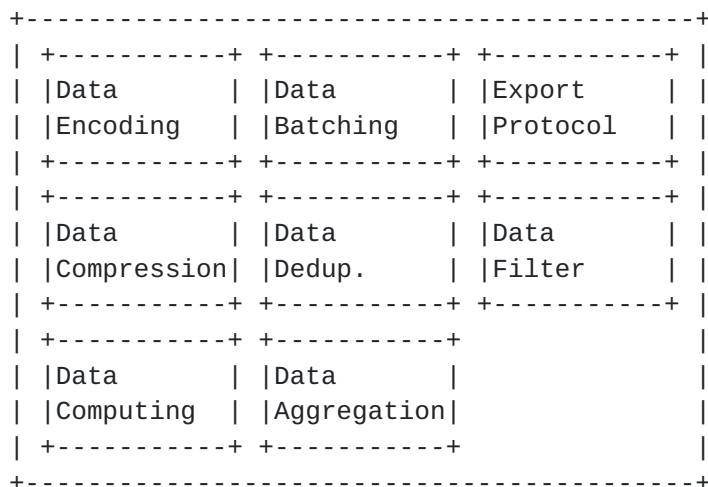 +---------------------------------------+
| +-----------+ +-----------+ +-----------+ |
| |Data       | |Data       | |Export     | |
| |Encoding   | |Batching   | |Protocol   | |
| +-----------+ +-----------+ +-----------+ |
| +-----------+ +-----------+ +-----------+ |
| |Data       | |Data       | |Data       | |
| |Compression| |Dedup.     | |Filter     | |
| +-----------+ +-----------+ +-----------+ |
| +-----------+ +-----------+               |
| |Data       | |Data       |               |
| |Computing  | |Aggregation|               |
| +-----------+ +-----------+               |
+---------------------------------------+